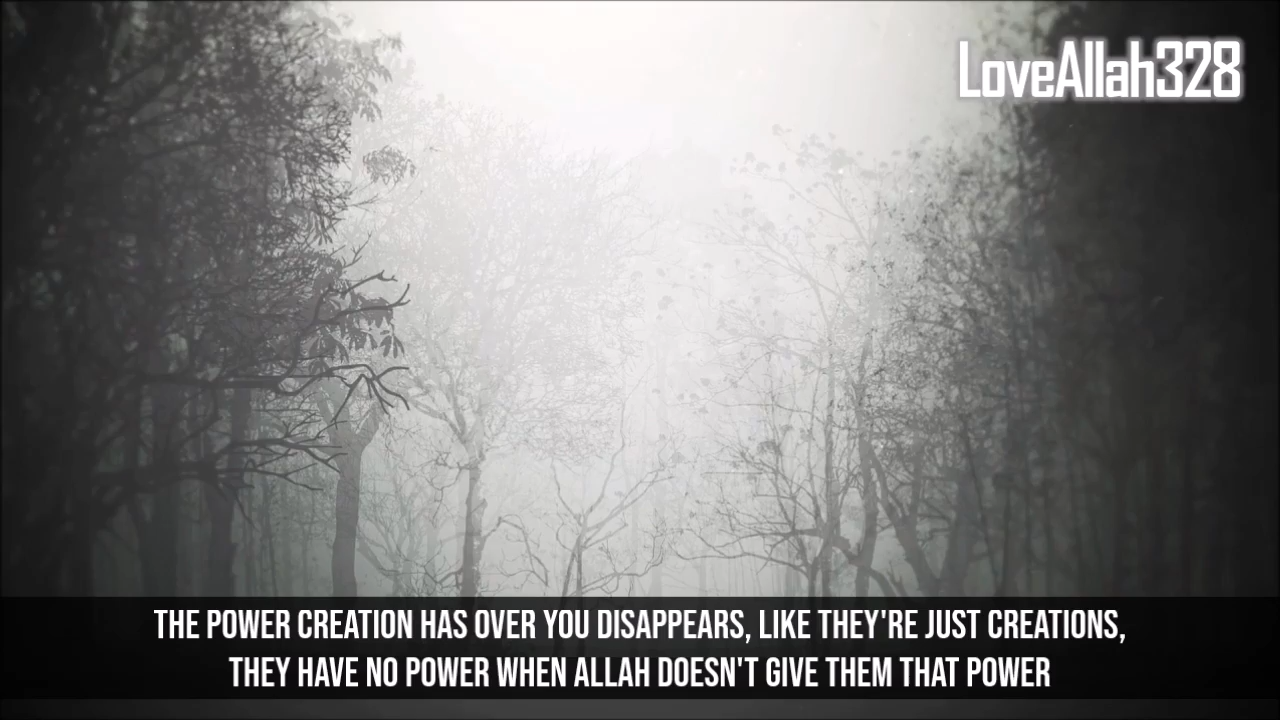 LoveAllah328
THE POWER CREATION HAS OVER YOU DISAPPEARS, LIKE THEY'RE JUST CREATIONS,
THEY HAVE NO POWER WHEN ALLAH DOESN'T GIVE THEM THAT POWER